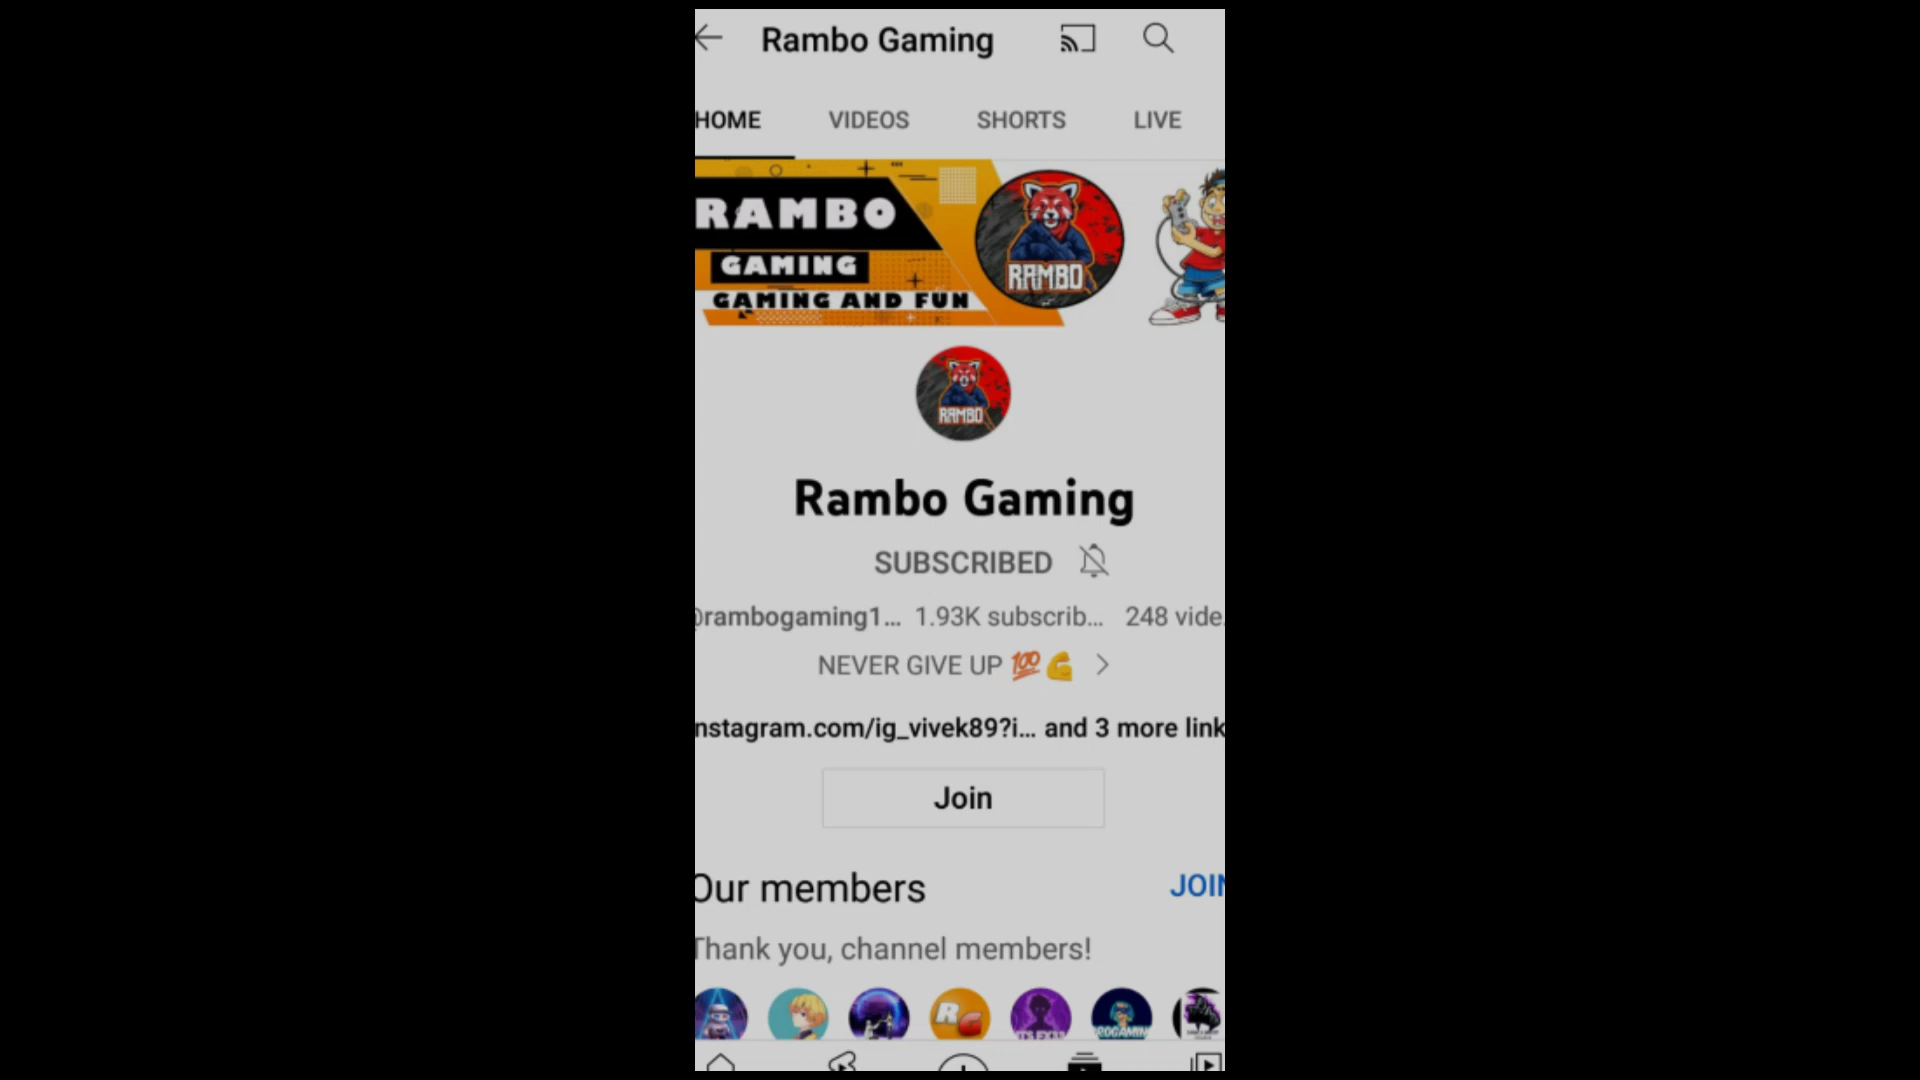 Rambo Gaming
HOME VIDEOS SHORTS LIVE
RAMBO
GAMING
GAMING AND FUN
RAMBO
RAMBO
Rambo Gaming
SUBSCRIBED
@rambogaming1... 1.93K subscrib... 248 vide.
NEVER GIVE UP 💯💪
nstagram.com/ig_vivek89?i... and 3 more link
Join
Our members JOIN
Thank you, channel members!
RG